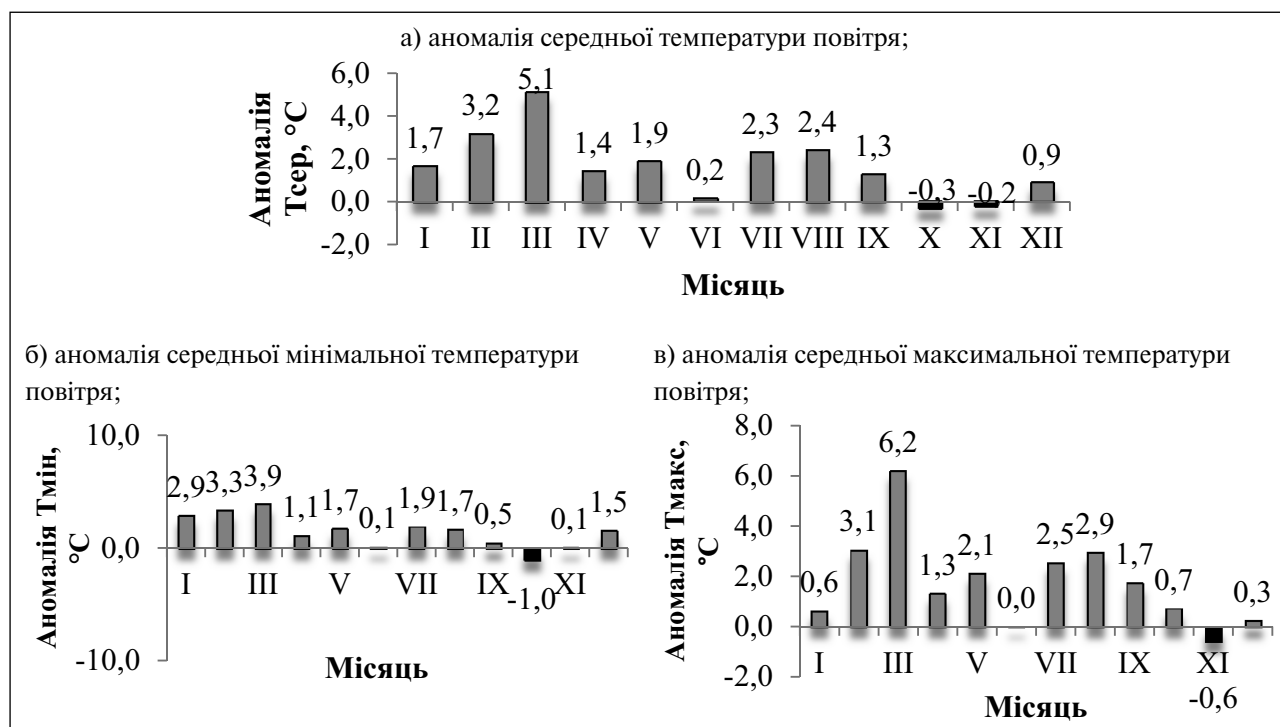 а) аномалія середньої температури повітря;
Аномалія
Тсер, °С
6,0
4,0
2,0
0,0
-2,0
1,7
3,2
5,1
1,4
1,9
0,2
2,3
2,4
1,3
-0,3
-0,2
0,9
I II III IV V VI VII VIII IX X XI XII
Місяць
б) аномалія середньої мінімальної температури
повітря;
Аномалія Тмін,
°С
10,0
0,0
-10,0
2,9
3,3
3,9
1,1
1,7
0,1
1,9
1,7
0,5
-1,0
0,1
1,5
I III V VII IX XI
Місяць
в) аномалія середньої максимальної температури
повітря;
Аномалія Тмакс,
°С
8,0
6,0
4,0
2,0
0,0
-2,0
0,6
3,1
6,2
1,3
2,1
0,0
2,5
2,9
1,7
0,7
-0,6
0,3
I III V VII IX XI
Місяць